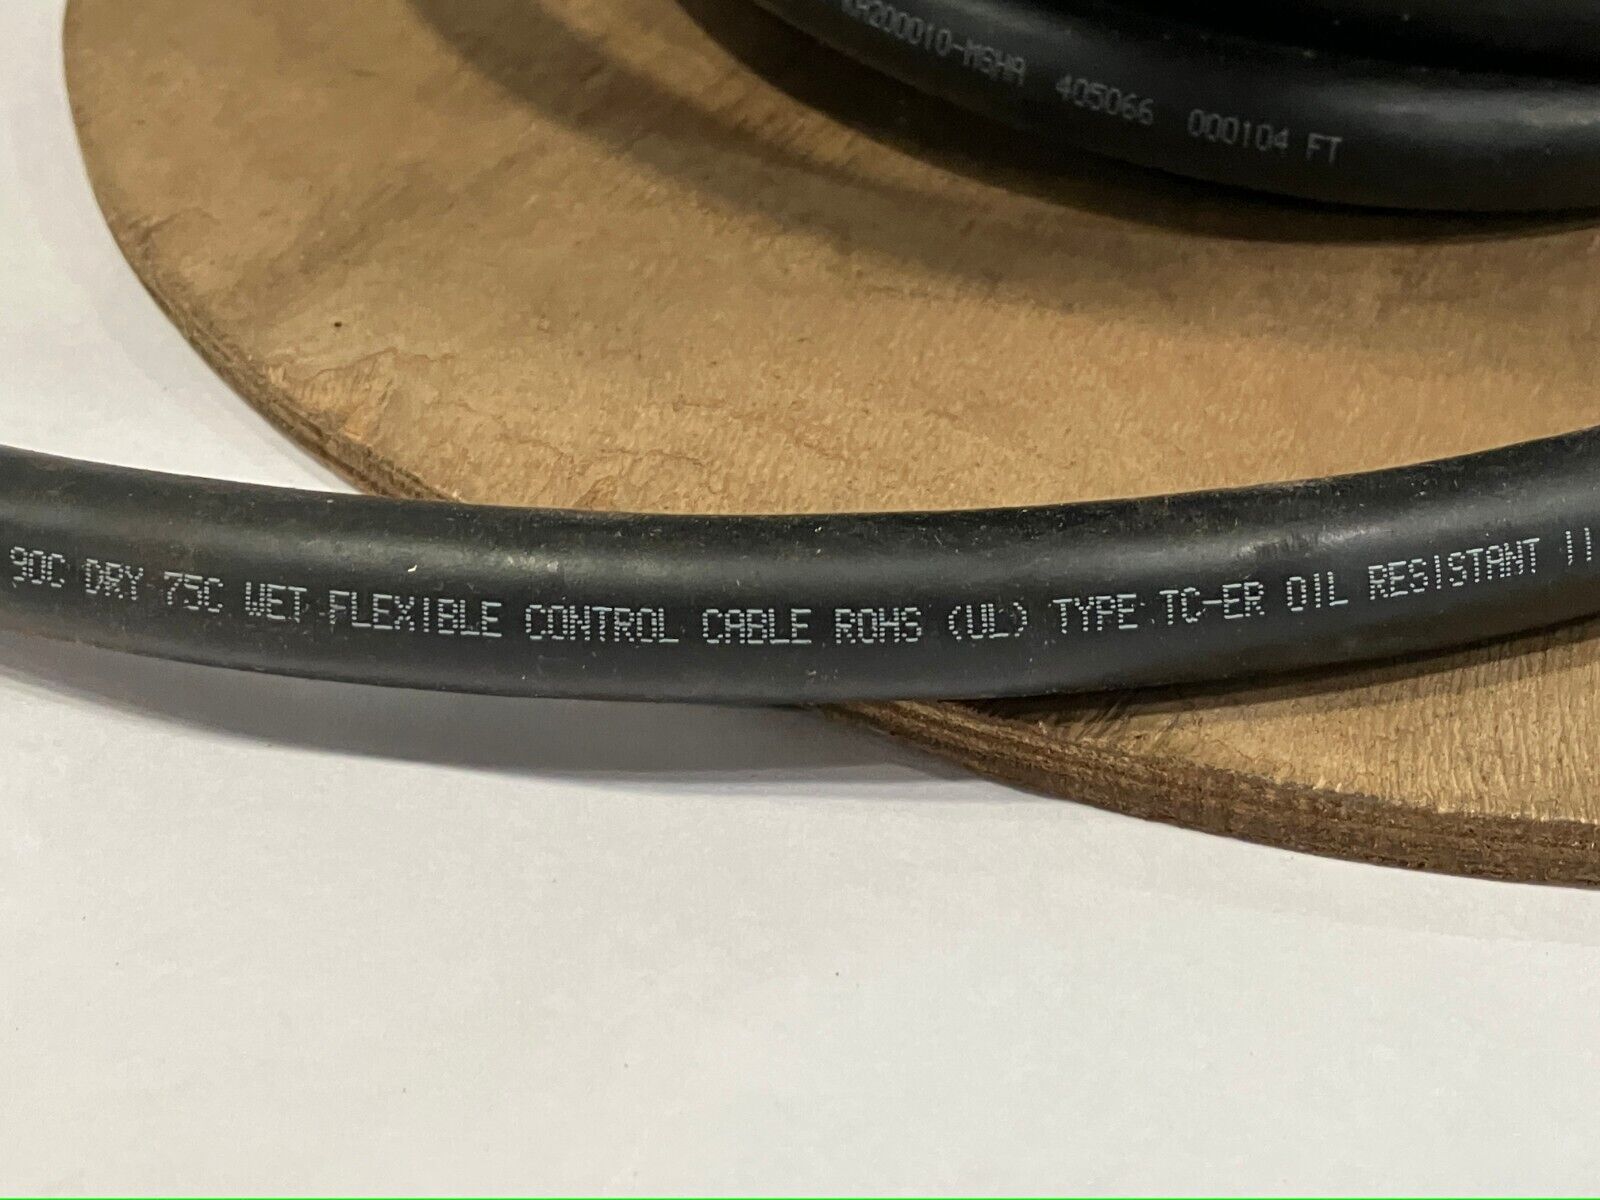 405066 000104 FT
90C DRY 75C WET FLEXIBLE CONTROL CABLE ROHS (UL) TYPE TC-ER OIL RESISTANT II